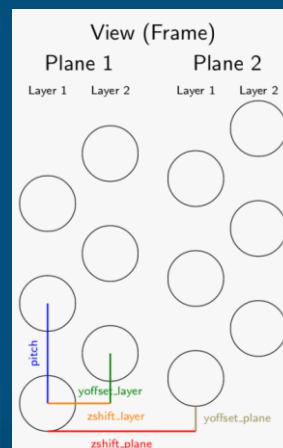 View (Frame)
Plane 1
Plane 2
Layer 1
Layer 2
Layer 1
Layer 2
pitch
yoffset_layer
zshift_layer
yoffset_plane
zshift_plane